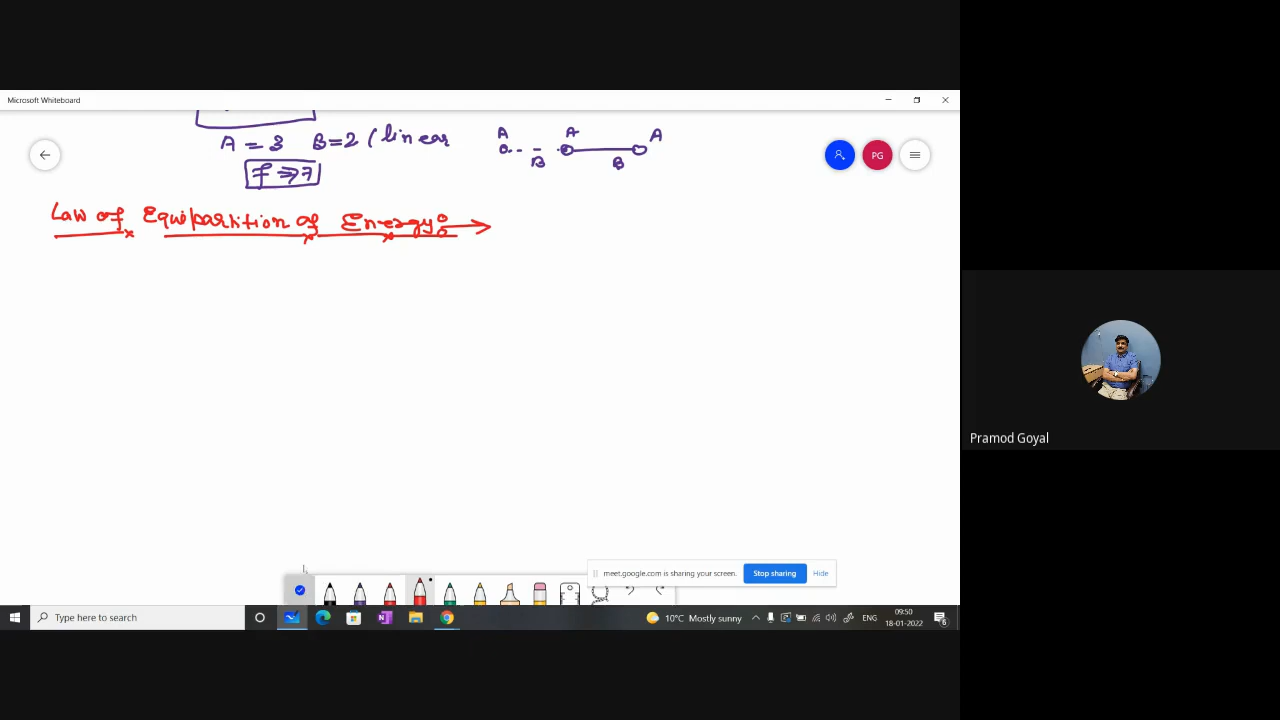 Microsoft Whiteboard
A = 3 B=2 (linear
A A A
B B
f ⇒ 7
PG
Law of Equipartition of Energy:→
Pramod Goyal
meet.google.com is sharing your screen. Stop sharing Hide
Type here to search
10°C Mostly sunny
ENG
09:50
18-01-2022
6